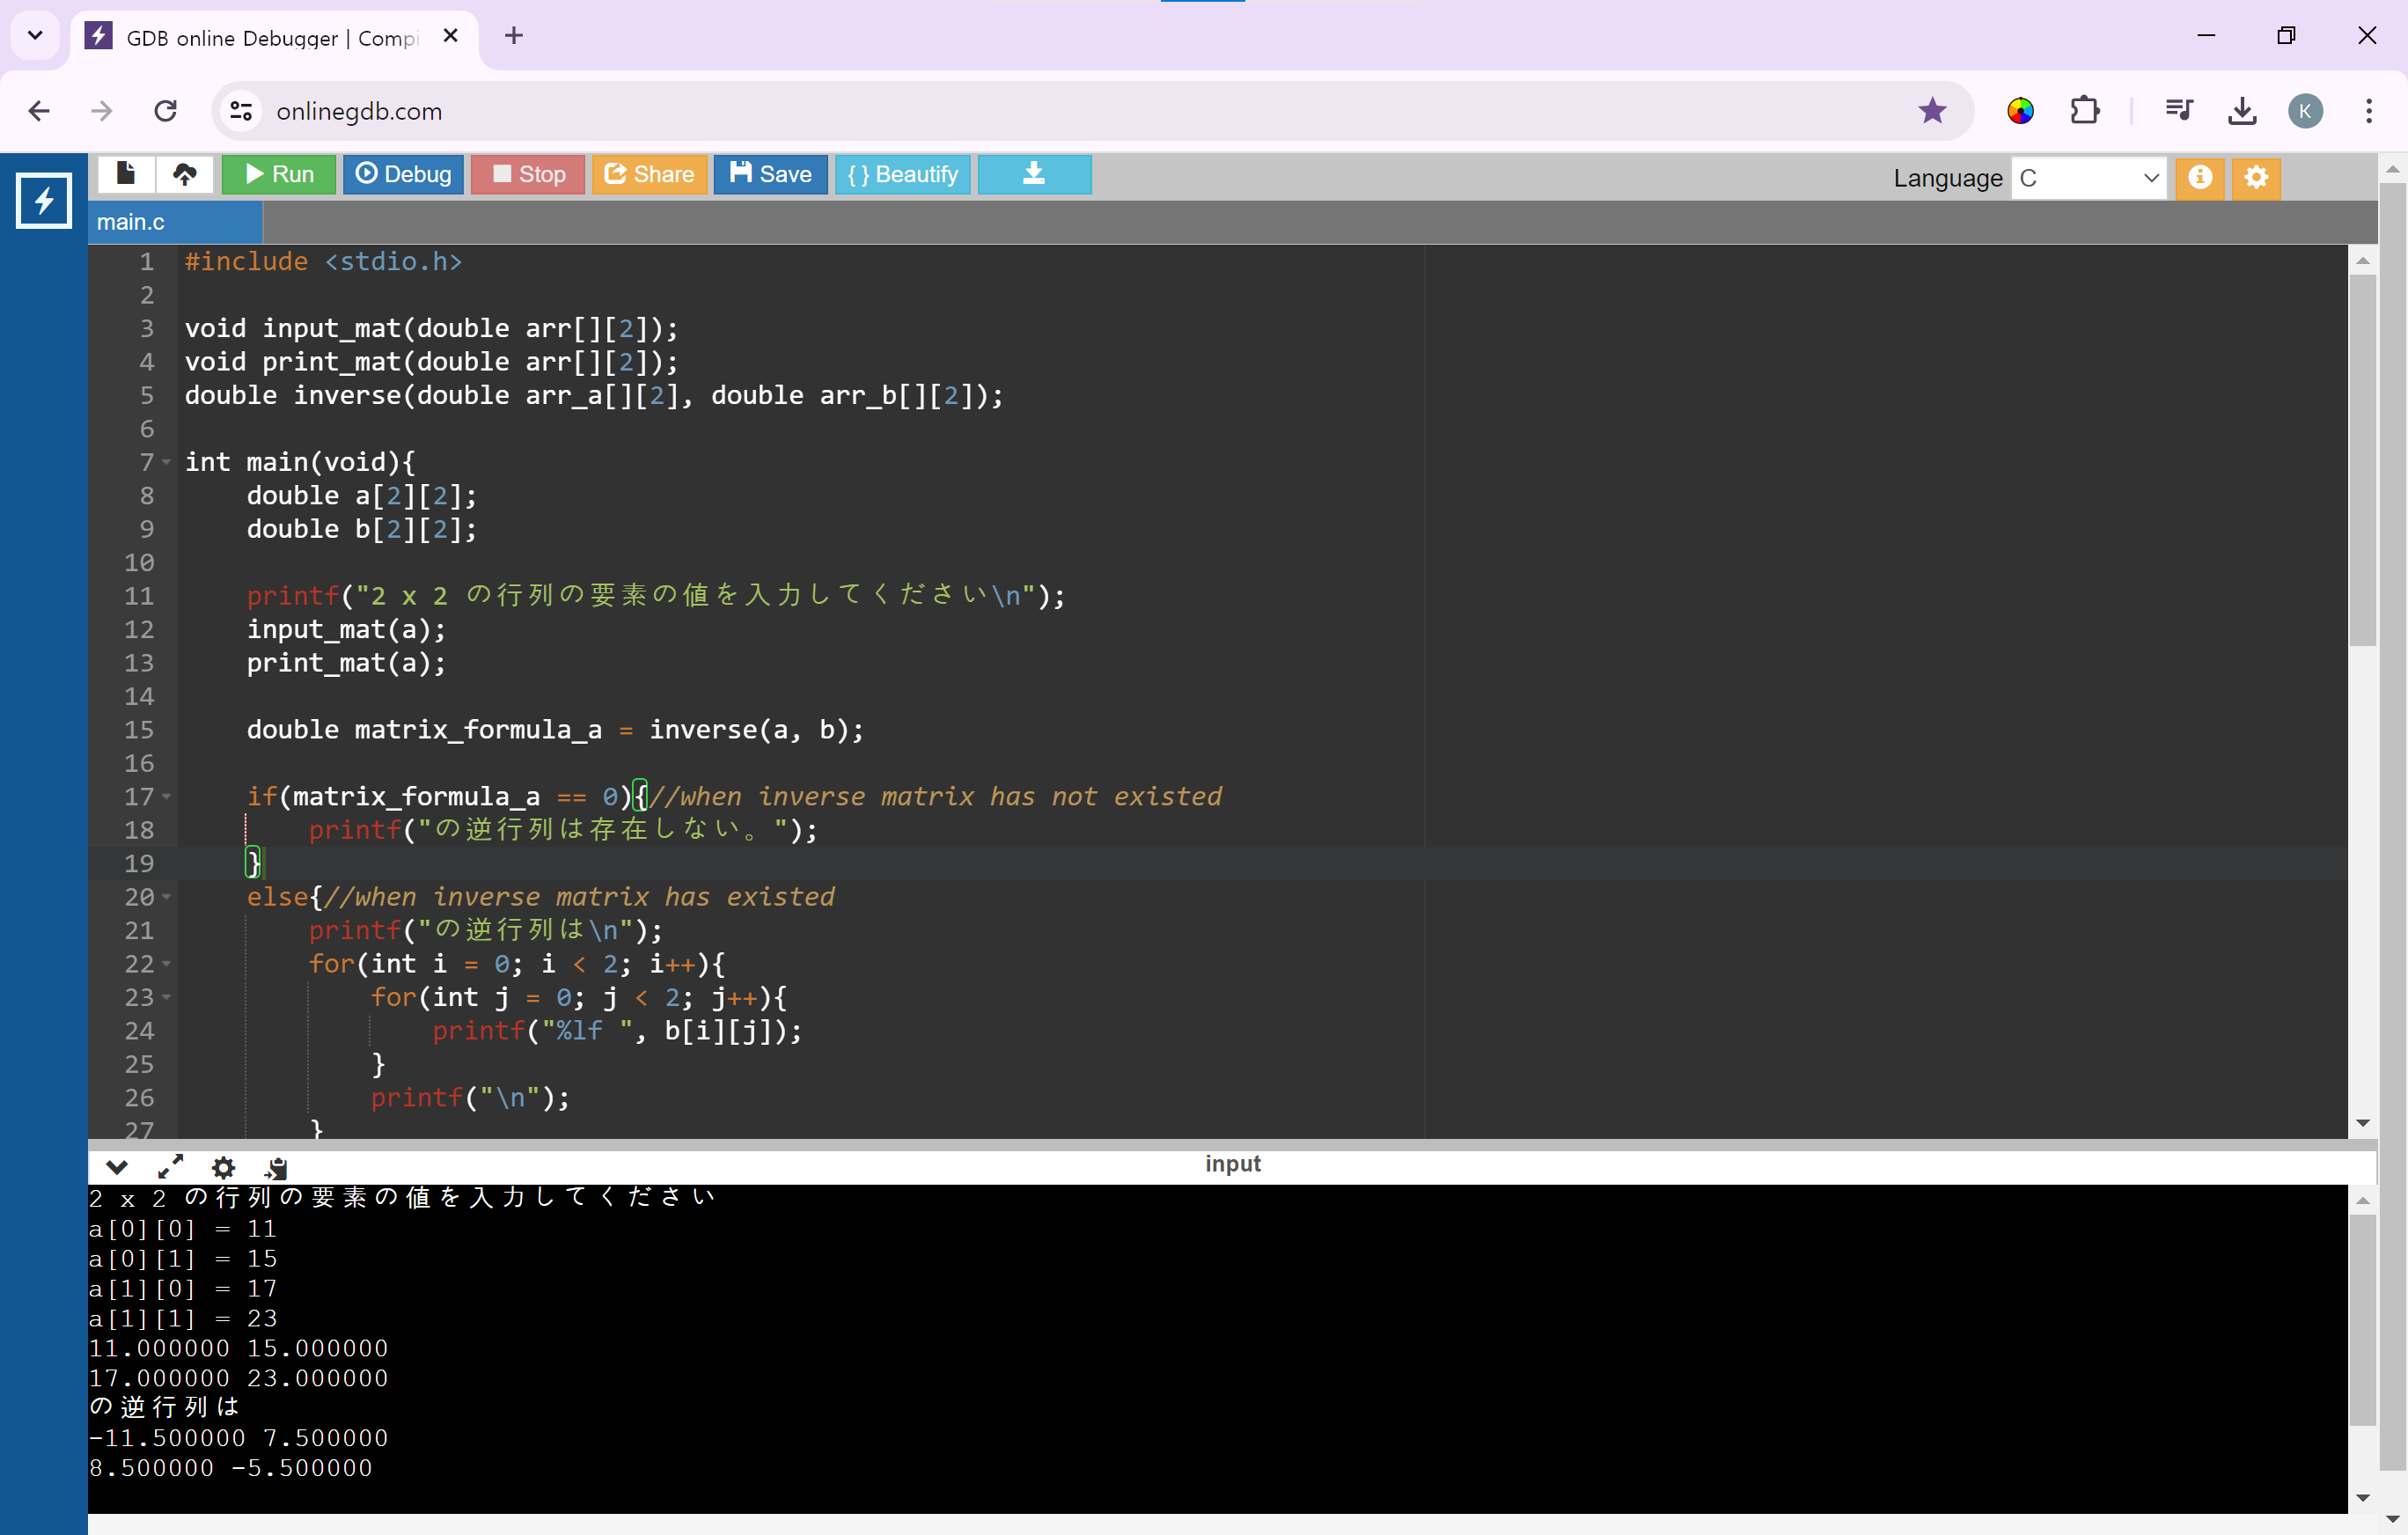 GDB online Debugger | Comp
onlinegdb.com
K
Run Debug Stop Share Save { } Beautify
Language C
main.c
1 #include <stdio.h>
2
3 void input_mat(double arr[][2]);
4 void print_mat(double arr[][2]);
5 double inverse(double arr_a[][2], double arr_b[][2]);
6
7 int main(void){
8 double a[2][2];
9 double b[2][2];
10
11 printf("2 x 2 の行列の要素の値を入力してください\n");
12 input_mat(a);
13 print_mat(a);
14
15 double matrix_formula_a = inverse(a, b);
16
17 if(matrix_formula_a == 0){//when inverse matrix has not existed
18 printf("の逆行列は存在しない。");
19 }
20 else{//when inverse matrix has existed
21 printf("の逆行列は\n");
22 for(int i = 0; i < 2; i++){
23 for(int j = 0; j < 2; j++){
24 printf("%lf ", b[i][j]);
25 }
26 printf("\n");
27 }
input
2 x 2 の行列の要素の値を入力してください
a[0][0] = 11
a[0][1] = 15
a[1][0] = 17
a[1][1] = 23
11.000000 15.000000
17.000000 23.000000
の逆行列は
-11.500000 7.500000
8.500000 -5.500000